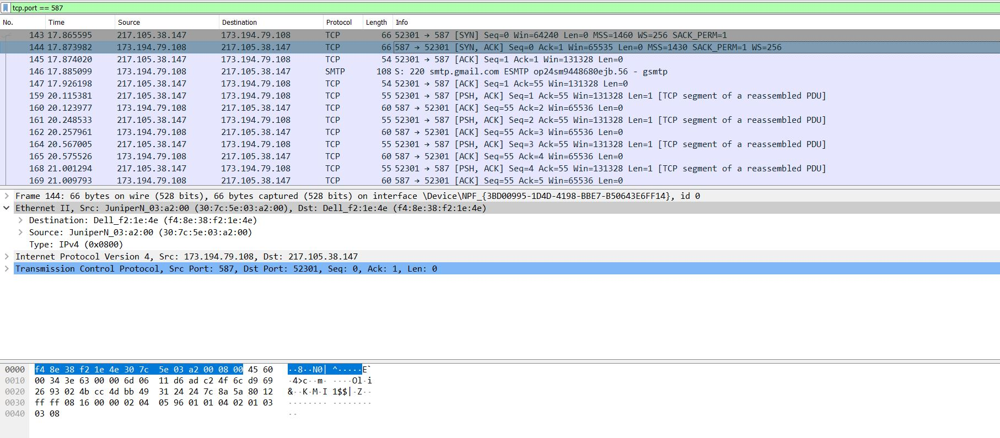 tcp.port == 587
No. Time Source Destination Protocol Length Info
143 17.865595 217.105.38.147 173.194.79.108 TCP 66 52301 → 587 [SYN] Seq=0 Win=64240 Len=0 MSS=1460 WS=256 SACK_PERM=1
144 17.873982 173.194.79.108 217.105.38.147 TCP 66 587 → 52301 [SYN, ACK] Seq=0 Ack=1 Win=65535 Len=0 MSS=1430 SACK_PERM=1 WS=256
145 17.874020 217.105.38.147 173.194.79.108 TCP 54 52301 → 587 [ACK] Seq=1 Ack=1 Win=131328 Len=0
146 17.885099 173.194.79.108 217.105.38.147 SMTP 108 S: 220 smtp.gmail.com ESMTP op24sm9448680ejb.56 - gsmtp
147 17.926198 217.105.38.147 173.194.79.108 TCP 54 52301 → 587 [ACK] Seq=1 Ack=55 Win=131328 Len=0
159 20.115381 217.105.38.147 173.194.79.108 TCP 55 52301 → 587 [PSH, ACK] Seq=1 Ack=55 Win=131328 Len=1 [TCP segment of a reassembled PDU]
160 20.123977 173.194.79.108 217.105.38.147 TCP 60 587 → 52301 [ACK] Seq=55 Ack=2 Win=65536 Len=0
161 20.248533 217.105.38.147 173.194.79.108 TCP 55 52301 → 587 [PSH, ACK] Seq=2 Ack=55 Win=131328 Len=1 [TCP segment of a reassembled PDU]
162 20.257961 173.194.79.108 217.105.38.147 TCP 60 587 → 52301 [ACK] Seq=55 Ack=3 Win=65536 Len=0
164 20.567005 217.105.38.147 173.194.79.108 TCP 55 52301 → 587 [PSH, ACK] Seq=3 Ack=55 Win=131328 Len=1 [TCP segment of a reassembled PDU]
165 20.575526 173.194.79.108 217.105.38.147 TCP 60 587 → 52301 [ACK] Seq=55 Ack=4 Win=65536 Len=0
168 21.001294 217.105.38.147 173.194.79.108 TCP 55 52301 → 587 [PSH, ACK] Seq=4 Ack=55 Win=131328 Len=1 [TCP segment of a reassembled PDU]
169 21.009793 173.194.79.108 217.105.38.147 TCP 60 587 → 52301 [ACK] Seq=55 Ack=5 Win=65536 Len=0
Frame 144: 66 bytes on wire (528 bits), 66 bytes captured (528 bits) on interface \Device\NPF_{3BD00995-1D4D-4198-BBE7-B50643E6FF14}, id 0
Ethernet II, Src: JuniperN_03:a2:00 (30:7c:5e:03:a2:00), Dst: Dell_f2:1e:4e (f4:8e:38:f2:1e:4e)
Destination: Dell_f2:1e:4e (f4:8e:38:f2:1e:4e)
Source: JuniperN_03:a2:00 (30:7c:5e:03:a2:00)
Type: IPv4 (0x0800)
Internet Protocol Version 4, Src: 173.194.79.108, Dst: 217.105.38.147
Transmission Control Protocol, Src Port: 587, Dst Port: 52301, Seq: 0, Ack: 1, Len: 0
0000 f4 8e 38 f2 1e 4e 30 7c 5e 03 a2 00 08 00 45 60 ··8··N0| ^·····E`
0010 00 34 3e 63 00 00 6d 06 11 d6 ad c2 4f 6c d9 69 ·4>c··m· ····Ol·i
0020 26 93 02 4b cc 4d bb 49 31 24 24 7c 8a 5a 80 12 &··K·M·I 1$$|·Z··
0030 ff ff 08 16 00 00 02 04 05 96 01 01 04 02 01 03 ········ ········
0040 03 08 ··